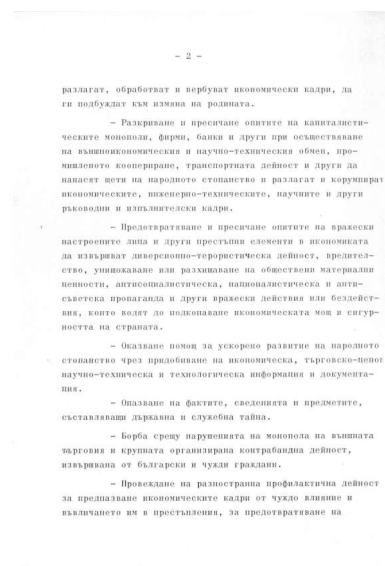 - 2 -
разлагат, обработват и вербуват икономически кадри, да
ги подбуждат към измяна на родината.
- Разкриване и пресичане опитите на капиталисти-
ческите монополи, фирми, банки и други при осъществяване
на външноикономическия и научно-техническия обмен, про-
мишленото коопериране, транспортната дейност и други да
нанасят щети на народното стопанство и разлагат и корумпират
икономическите, инженерно-техническите, научните и други
ръководни и изпълнителски кадри.
- Предотвратяване и пресичане опитите на вражески
настроените лица и други престъпни елементи в икономиката
да извършват диверсионно-терористическа дейност, вредител-
ство, унищожаване или разхищаване на обществени материални
ценности, антисоциалистическа, националистическа и анти-
съветска пропаганда и други вражески действия или бездейст-
вия, които водят до подкопаване икономическата мощ и сигур-
ността на страната.
- Оказване помощ за ускорено развитие на народното
стопанство чрез придобиване на икономическа, търговско-ценов
научно-техническа и технологическа информация и документа-
ция.
- Опазване на фактите, сведенията и предметите,
съставляващи държавна и служебна тайна.
- Борба срещу нарушенията на монопола на външната
търговия и крупната организирана контрабандна дейност,
извършвана от български и чужди граждани.
- Провеждане на разностранна профилактична дейност
за предпазване икономическите кадри от чуждо влияние и
въвличането им в престъпления, за предотвратяване на